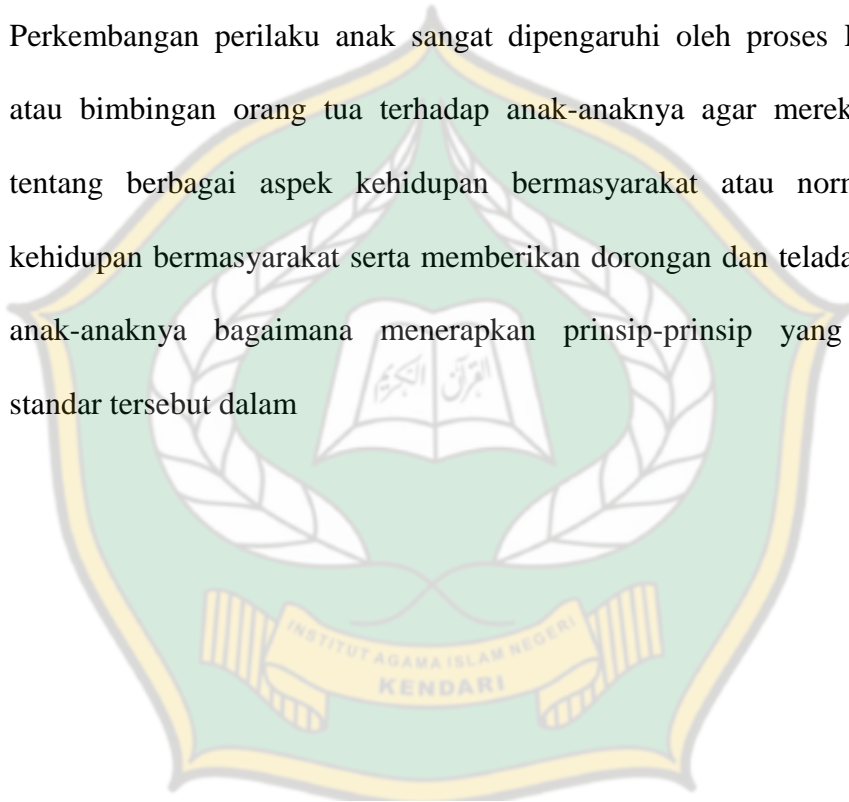 Perkembangan perilaku anak sangat dipengaruhi oleh proses
atau bimbingan orang tua terhadap anak-anaknya agar merek
tentang berbagai aspek kehidupan bermasyarakat atau norm
kehidupan bermasyarakat serta memberikan dorongan dan telada
anak-anaknya bagaimana menerapkan prinsip-prinsip yang
القرآن الكريم
standar tersebut dalam
INSTITUT AGAMA ISLAM NEGERI
KENDARI